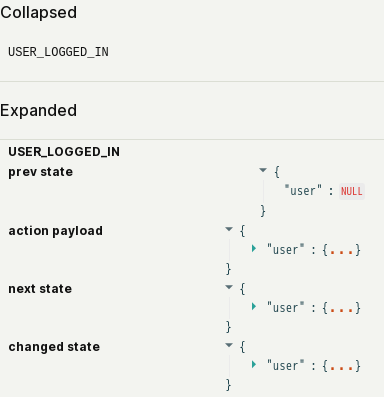 Collapsed
USER_LOGGED_IN
Expanded
USER_LOGGED_IN
prev state {
"user" : NULL
}
action payload {
"user" : {...}
}
next state {
"user" : {...}
}
changed state {
"user" : {...}
}